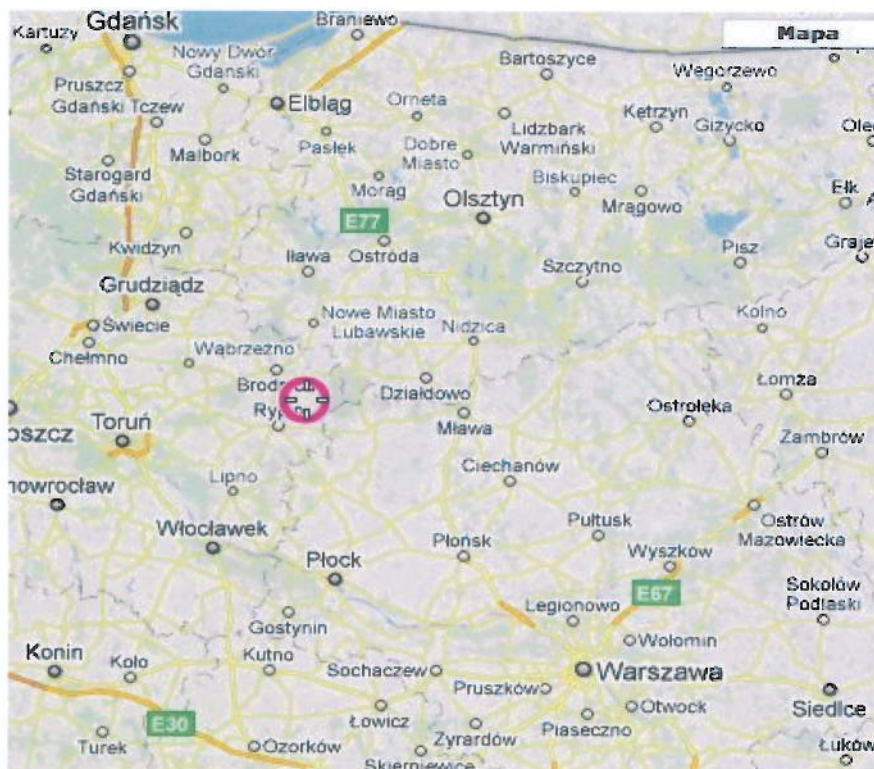 Gdańsk
Braniewo
Kartuzy
Mapa
Nowy Dwór
Gdański
Bartoszyce
Węgorzewo
Pruszcz
Gdański
Tczew
Elbląg
Orneta
Kętrzyn
Giżycko
Pasłęk
Lidzbark
Warmiński
Malbork
Dobre
Miasto
Starogard
Gdański
Morąg
Biskupiec
Mrągowo
Ełk
Olsztyn
E77
Kwidzyn
Iława
Ostróda
Szczytno
Pisz
Grudziądz
Nowe Miasto
Lubawskie
Nidzica
Kolno
Świecie
Chełmno
Wąbrzeźno
Działdowo
Łomża
Ostrołęka
Toruń
Mława
Zambrów
Lipno
Ciechanów
Włocławek
Płońsk
Pułtusk
Ostrów
Mazowiecka
Płock
Wyszków
Sokołów
Podlaski
E67
Legionowo
Gostynin
Wołomin
Konin
Koło
Kutno
Sochaczew
Warszawa
Pruszków
Otwock
Siedlce
E30
Łowicz
Piaseczno
Turek
Ozorków
Żyrardów
Skierniewice
Łuków